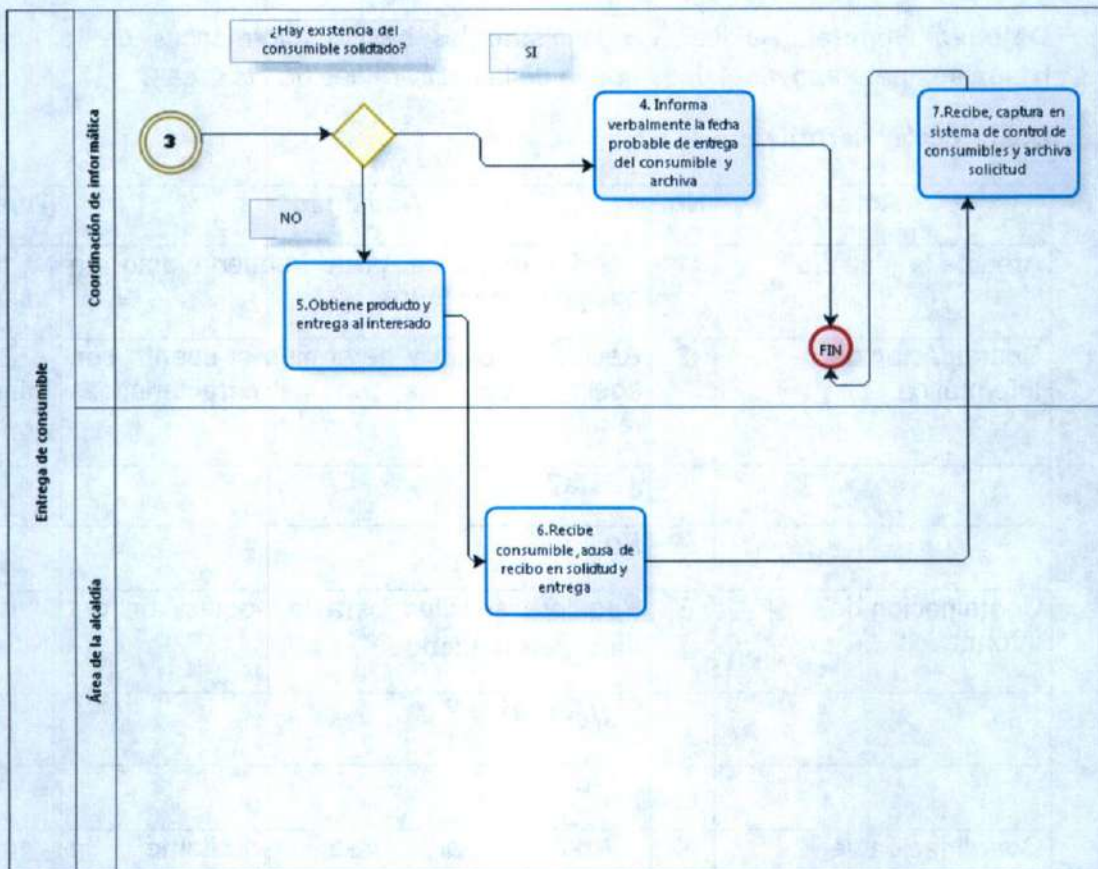 ¿Hay existencia del
consumible solicitado?
SI
3
4. Informa
verbalmente la fecha
probable de entrega
del consumible y
archiva
7.Recibe, captura en
sistema de control de
consumibles y archiva
solicitud
NO
5.Obtiene producto y
entrega al interesado
FIN
6.Recibe
consumible, acusa de
recibo en solicitud y
entrega
Entrega de consumible
Coordinación de informática
Área de la alcaldía